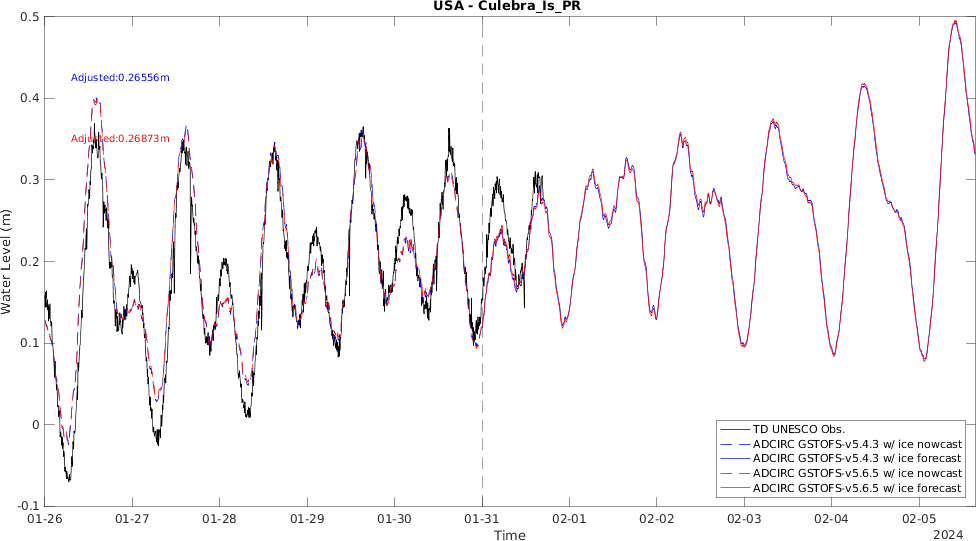 USA - Culebra_Is_PR
0.5
Adjusted:0.26556m
0.4
Adjusted:0.26873m
0.3
Water Level (m)
0.2
0.1
0
-0.1
TD UNESCO Obs.
ADCIRC GSTOFS-v5.4.3 w/ ice nowcast
ADCIRC GSTOFS-v5.4.3 w/ ice forecast
ADCIRC GSTOFS-v5.6.5 w/ ice nowcast
ADCIRC GSTOFS-v5.6.5 w/ ice forecast
01-26 01-27 01-28 01-29 01-30 01-31 02-01 02-02 02-03 02-04 02-05
Time
2024